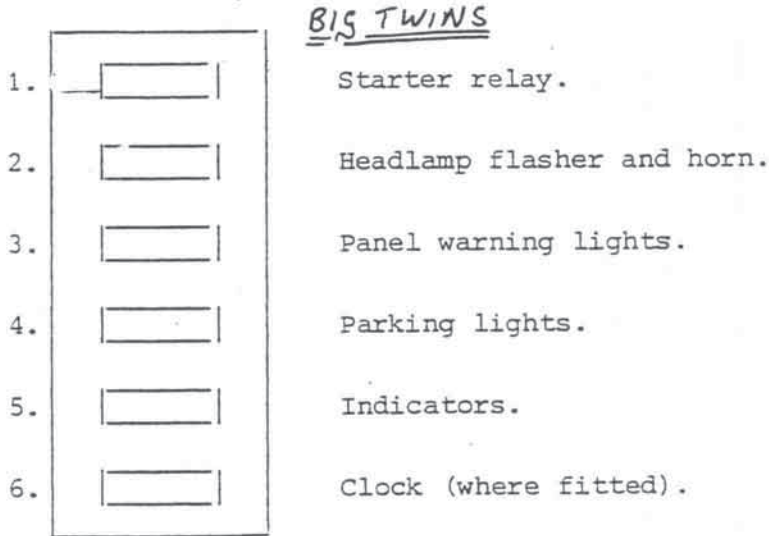 BIG TWINS
1. Starter relay.
2. Headlamp flasher and horn.
3. Panel warning lights.
4. Parking lights.
5. Indicators.
6. Clock (where fitted).